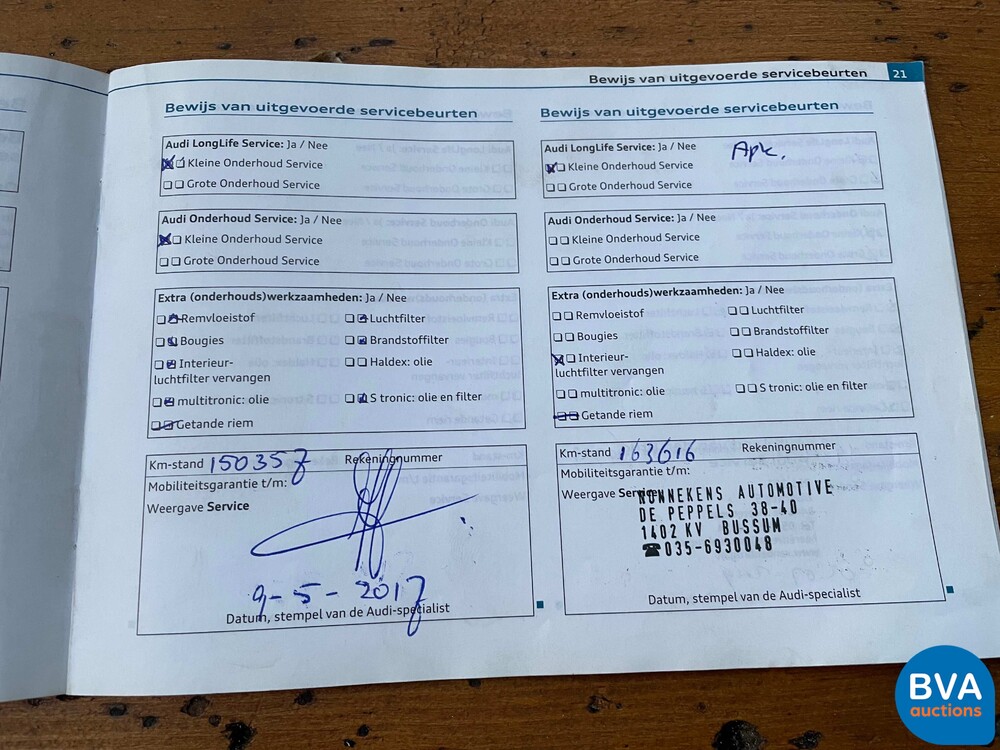 Bewijs van uitgevoerde servicebeurten 21
Bewijs van uitgevoerde servicebeurten
Audi LongLife Service: Ja / Nee
Kleine Onderhoud Service
Grote Onderhoud Service
Audi Onderhoud Service: Ja / Nee
Kleine Onderhoud Service
Grote Onderhoud Service
Extra (onderhouds)werkzaamheden: Ja / Nee
Remvloeistof Luchtfilter
Bougies Brandstoffilter
Interieur- Haldex: olie
luchtfilter vervangen
multitronic: olie S tronic: olie en filter
Getande riem
Km-stand 150357 Rekeningnummer
Mobiliteitsgarantie t/m:
Weergave Service
9-5-2017
Datum, stempel van de Audi-specialist
Bewijs van uitgevoerde servicebeurten
Audi LongLife Service: Ja / Nee Apk.
Kleine Onderhoud Service
Grote Onderhoud Service
Audi Onderhoud Service: Ja / Nee
Kleine Onderhoud Service
Grote Onderhoud Service
Extra (onderhouds)werkzaamheden: Ja / Nee
Remvloeistof Luchtfilter
Bougies Brandstoffilter
Interieur- Haldex: olie
luchtfilter vervangen
multitronic: olie S tronic: olie en filter
Getande riem
Km-stand 163616 Rekeningnummer
Mobiliteitsgarantie t/m:
Weergave Service
NONNEKENS AUTOMOTIVE
DE PEPPELS 38-40
1402 KV BUSSUM
☎035-6930048
Datum, stempel van de Audi-specialist
BVA
auctions